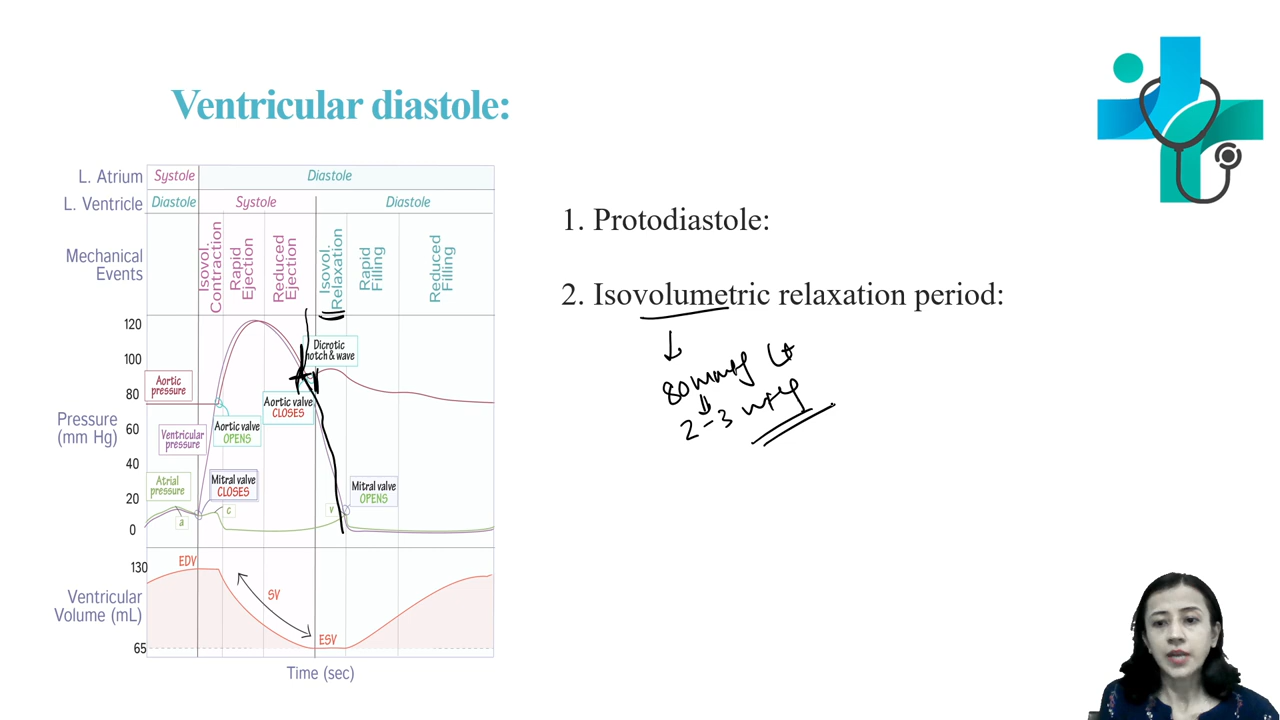 Ventricular diastole:
L. Atrium Systole Diastole
L. Ventricle Diastole Systole Diastole
Mechanical Events
Isovol. Contraction
Rapid Ejection
Reduced Ejection
Isovol. Relaxation
Rapid Filling
Reduced Filling
1. Protodiastole:
2. Isovolumetric relaxation period:
80 mmHg
2-3 mmHg
120
100
80
60
40
20
0
Pressure (mm Hg)
Dicrotic notch & wave
Aortic pressure
Aortic valve CLOSES
Aortic valve OPENS
Ventricular pressure
Atrial pressure
Mitral valve CLOSES
Mitral valve OPENS
a
c
v
130
EDV
SV
ESV
65
Ventricular Volume (mL)
Time (sec)